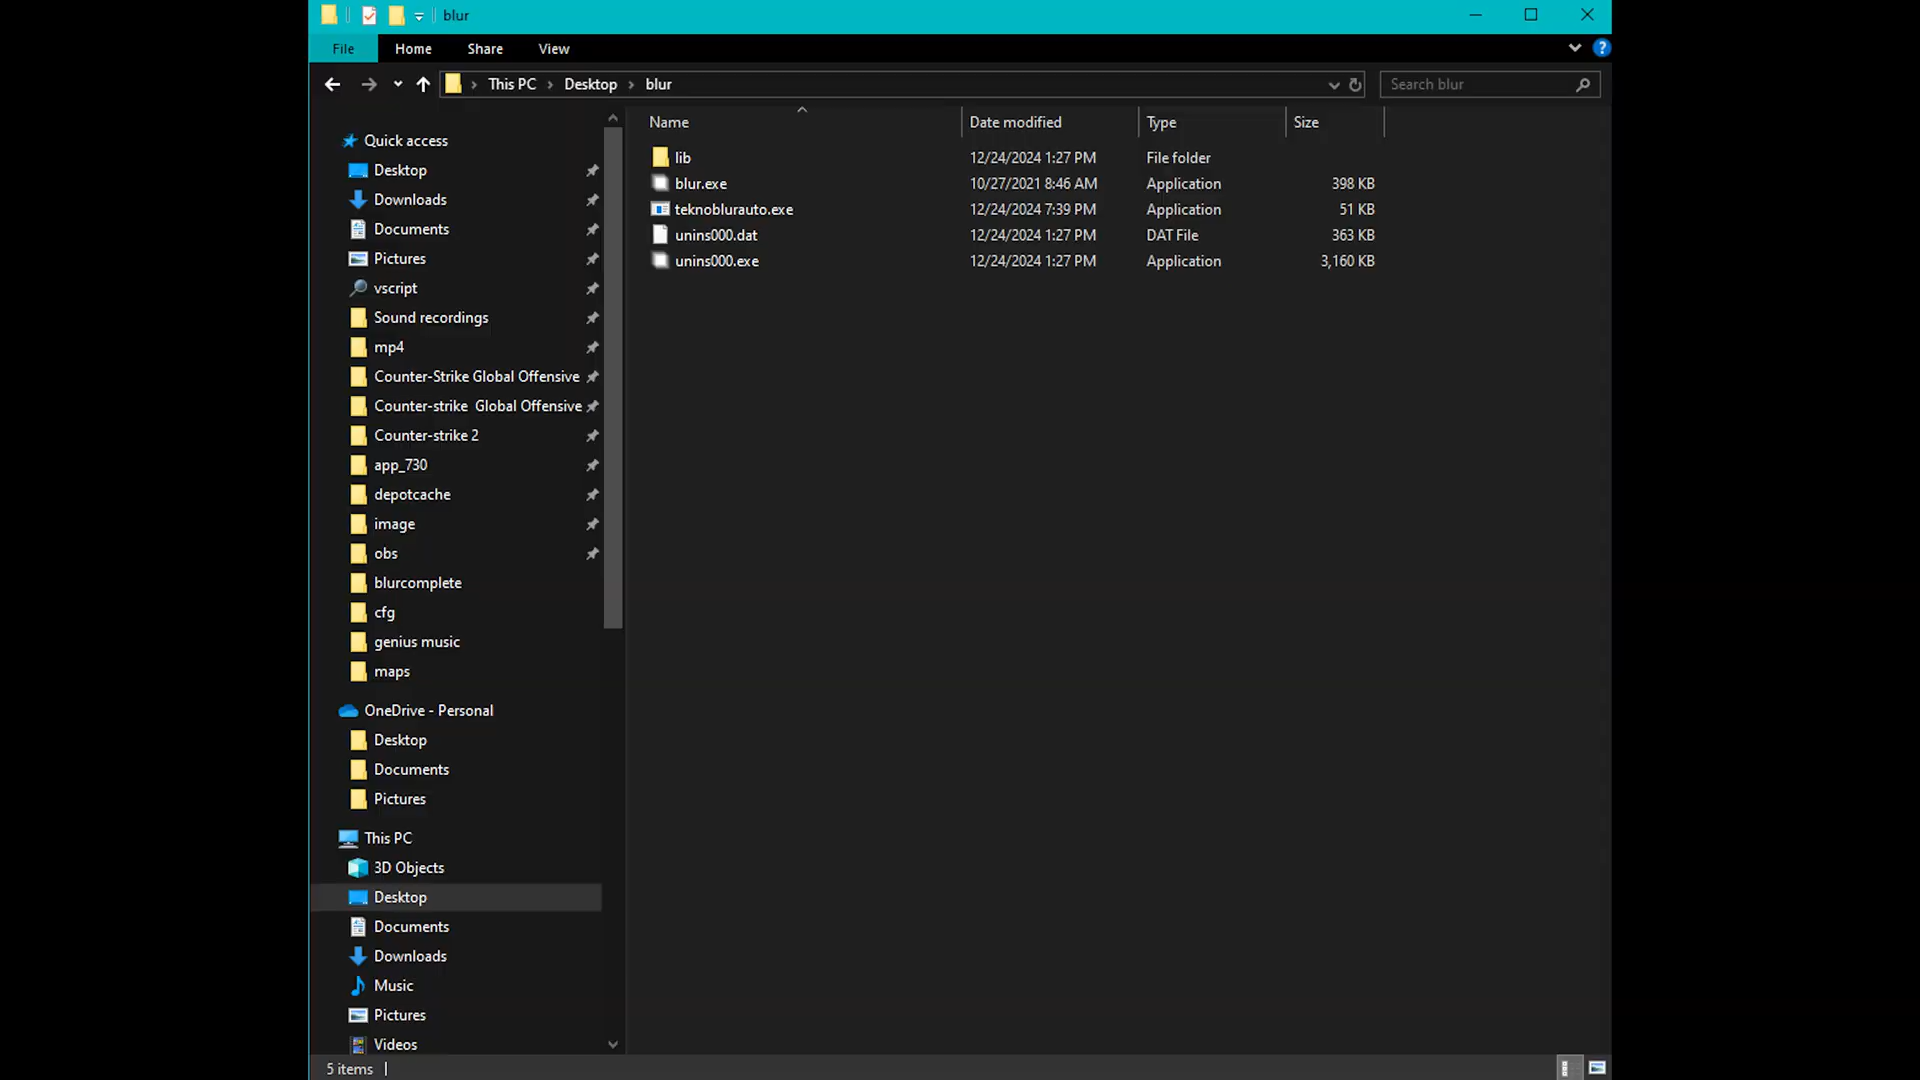 blur
File Home Share View
This PC Desktop blur
Search blur
Name Date modified Type Size
lib 12/24/2024 1:27 PM File folder
blur.exe 10/27/2021 8:46 AM Application 398 KB
teknoblurauto.exe 12/24/2024 7:39 PM Application 51 KB
unins000.dat 12/24/2024 1:27 PM DAT File 363 KB
unins000.exe 12/24/2024 1:27 PM Application 3,160 KB
Quick access
Desktop
Downloads
Documents
Pictures
vscript
Sound recordings
mp4
Counter-Strike Global Offensive
Counter-strike  Global Offensive
Counter-strike 2
app_730
depotcache
image
obs
blurcomplete
cfg
genius music
maps
OneDrive - Personal
Desktop
Documents
Pictures
This PC
3D Objects
Desktop
Documents
Downloads
Music
Pictures
Videos
5 items